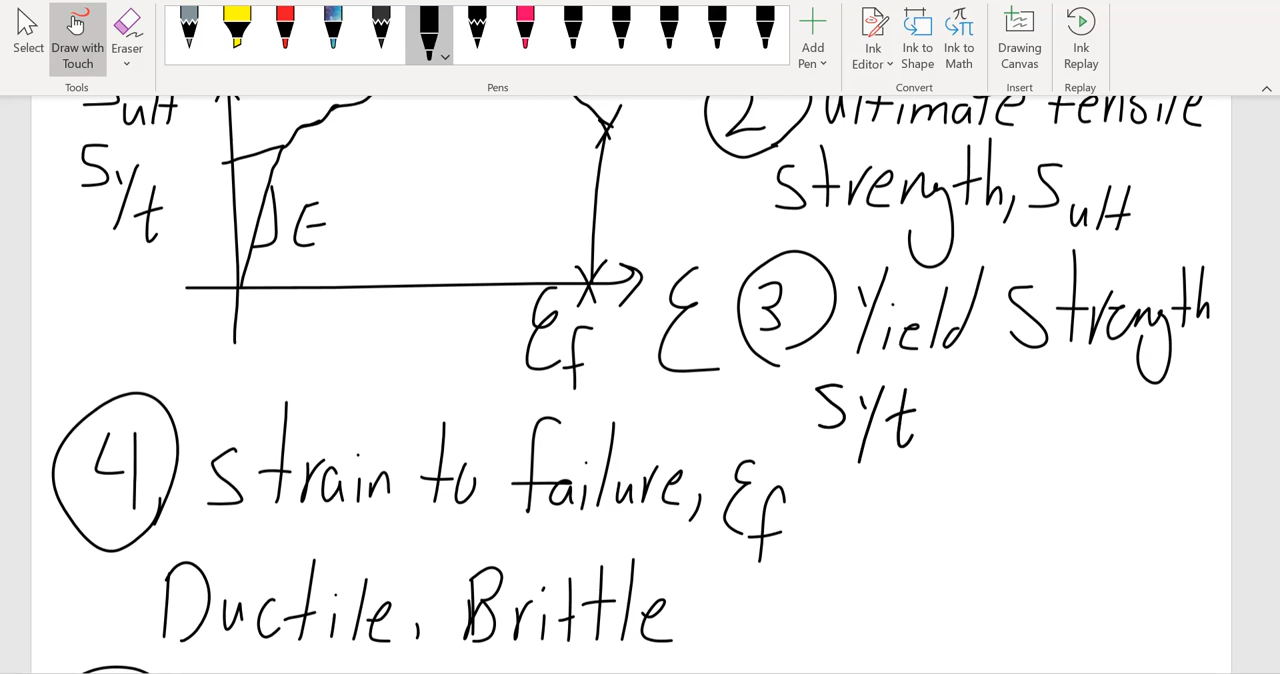 Select
Draw with Touch
Eraser
Tools
Pens
Add Pen
Ink Editor
Ink to Shape
Ink to Math
Convert
Drawing Canvas
Insert
Ink Replay
Replay
Sult
Syt
E
εf
ε
2 ultimate tensile
strength, Sult
3 Yield Strength
Syt
4, strain to failure, εf
Ductile, Brittle